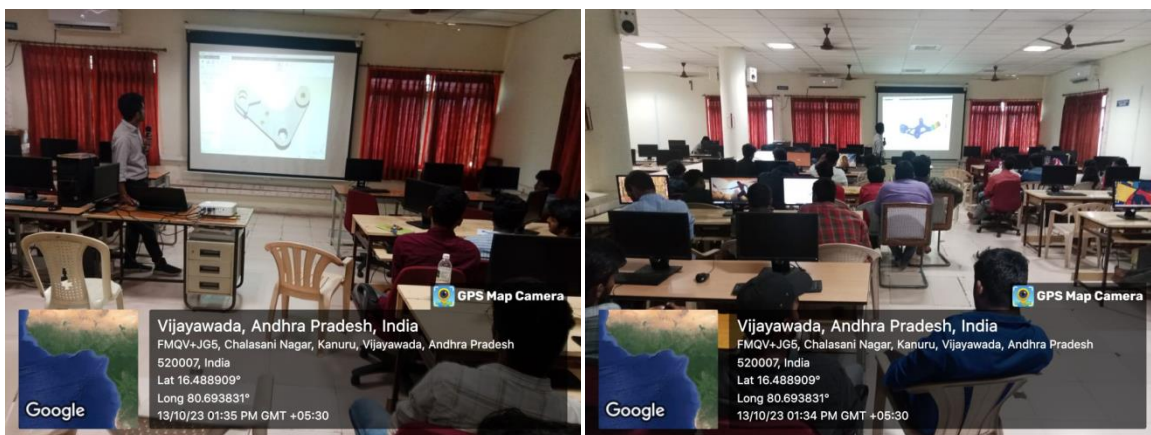 GPS Map Camera
Vijayawada, Andhra Pradesh, India
FMQV+JG5, Chalasani Nagar, Kanuru, Vijayawada, Andhra Pradesh
520007, India
Lat 16.488909°
Long 80.693831°
13/10/23 01:35 PM GMT +05:30
Google
GPS Map Camera
Vijayawada, Andhra Pradesh, India
FMQV+JG5, Chalasani Nagar, Kanuru, Vijayawada, Andhra Pradesh
520007, India
Lat 16.488909°
Long 80.693831°
13/10/23 01:34 PM GMT +05:30
Google